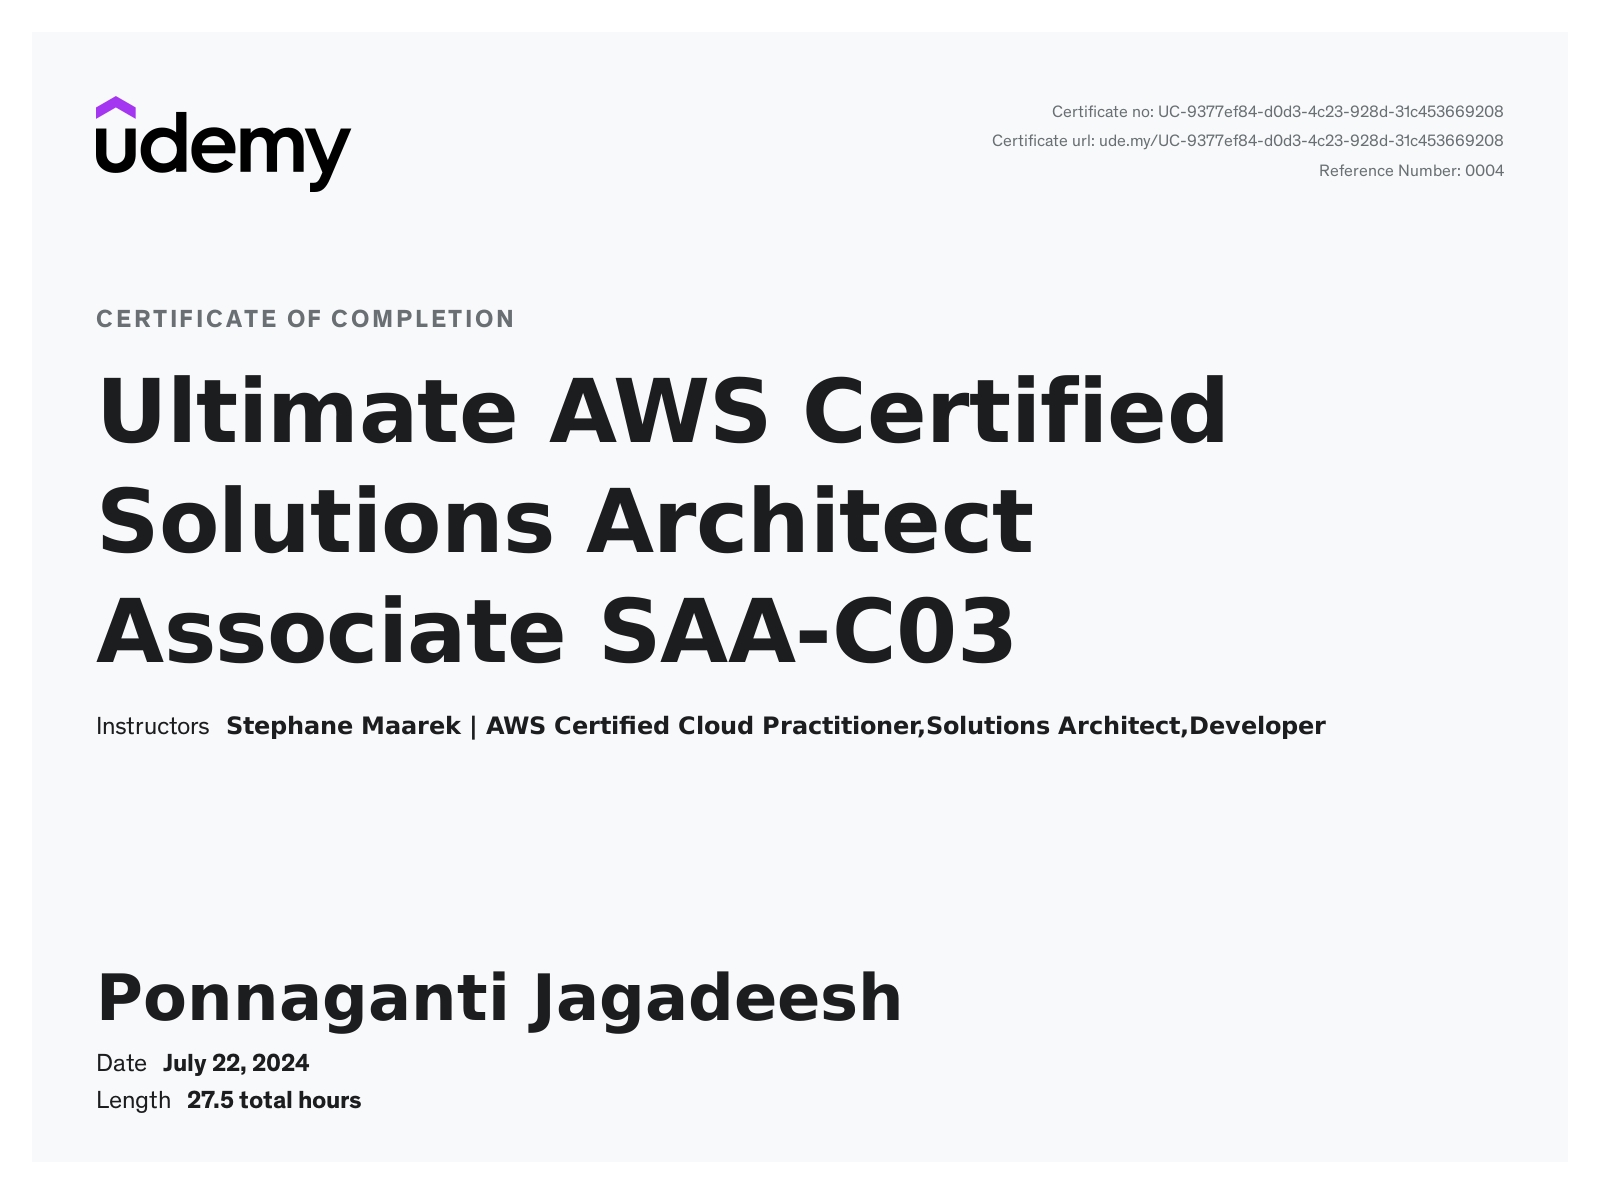 udemy
Certificate no: UC-9377ef84-d0d3-4c23-928d-31c453669208
Certificate url: ude.my/UC-9377ef84-d0d3-4c23-928d-31c453669208
Reference Number: 0004
CERTIFICATE OF COMPLETION
Ultimate AWS Certified
Solutions Architect
Associate SAA-C03
Instructors Stephane Maarek | AWS Certified Cloud Practitioner,Solutions Architect,Developer
Ponnaganti Jagadeesh
Date July 22, 2024
Length 27.5 total hours